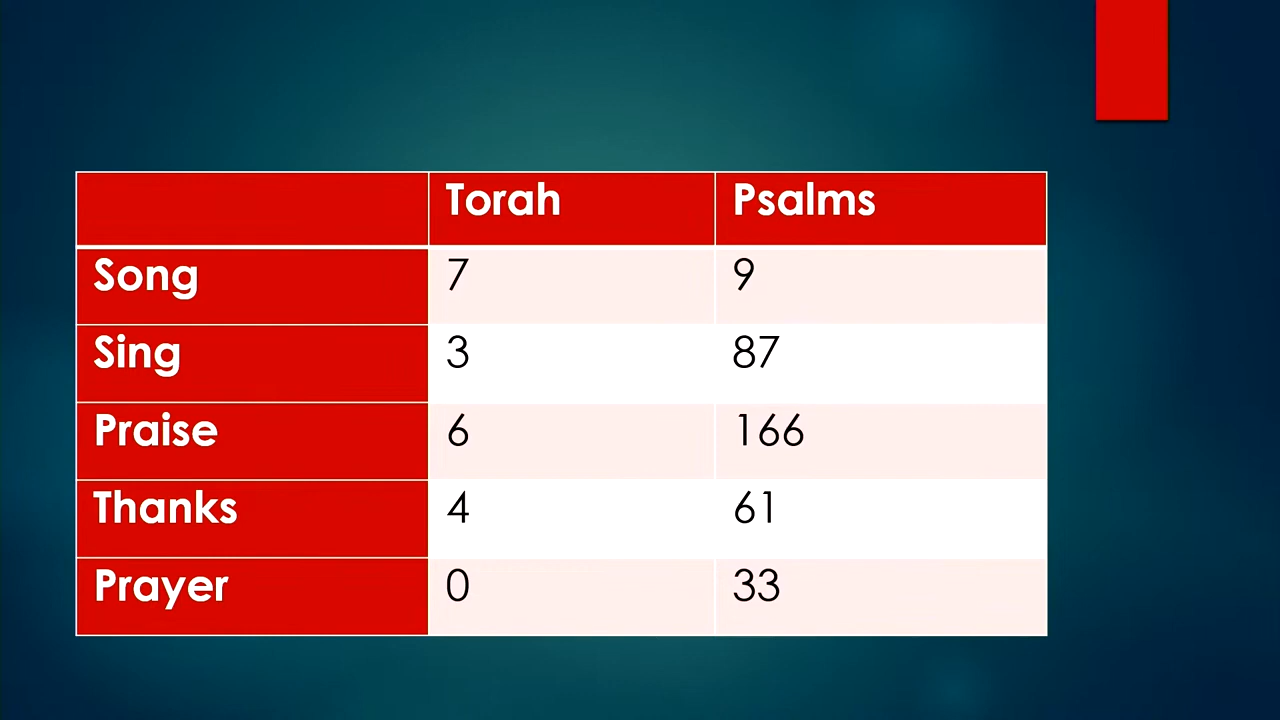 Torah Psalms
Song 7 9
Sing 3 87
Praise 6 166
Thanks 4 61
Prayer 0 33